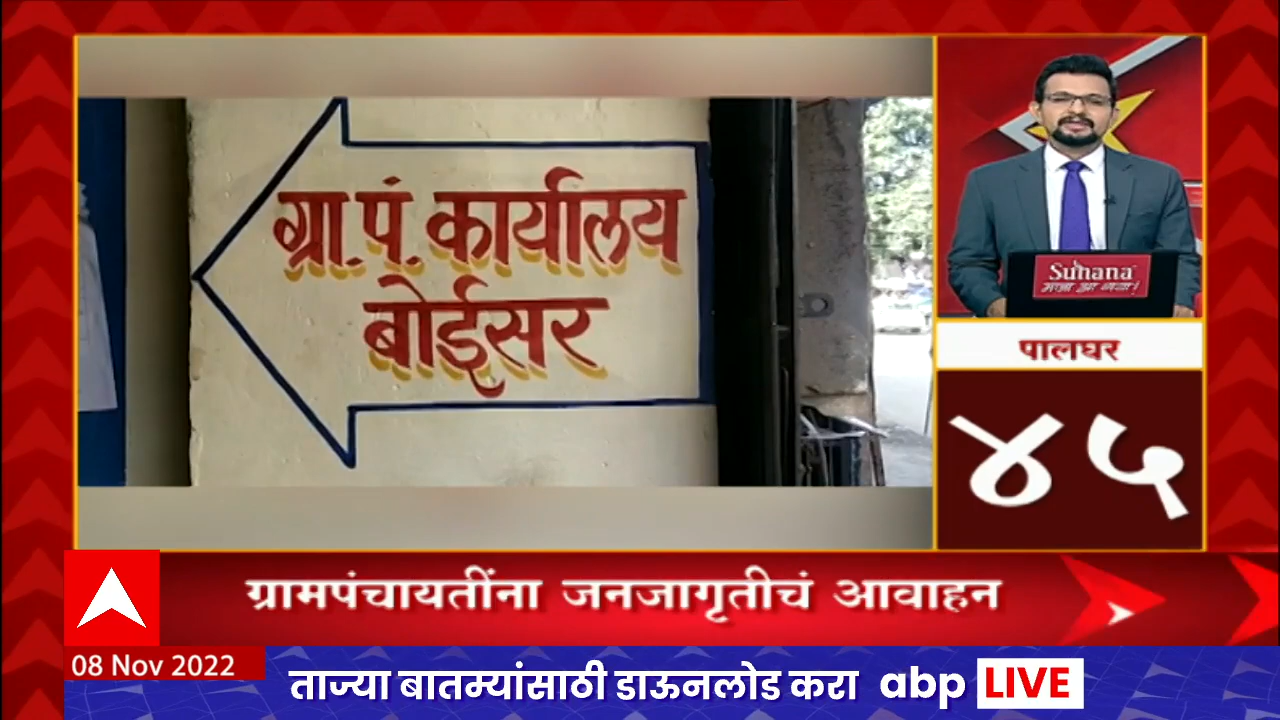 ग्रा.पं. कार्यालय
बोईसर
Suhana
पालघर
४५
ग्रामपंचायतींना जनजागृतीचं आवाहन
08 Nov 2022
ताज्या बातम्यांसाठी डाऊनलोड करा abp LIVE